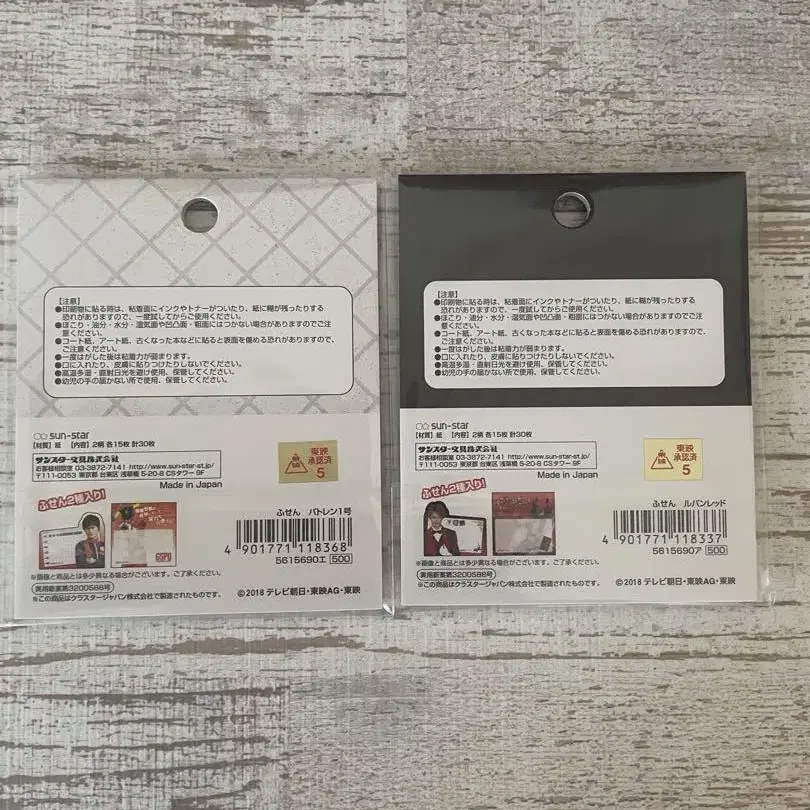 【注意】
●印刷物に貼る時は、粘着面にインクやトナーがついたり、紙に糊が残ったりする
恐れがありますので、一度試してからご使用ください。
●ほこり・油分・水分・湿気面や凹凸面・粗面にはつかない場合がありますのでご注
意ください。
●コート紙、アート紙、古くなった本などに貼ると表面を傷める恐れがありますので、
ご注意ください。
●一度はがした後は粘着力が弱まります。
●口に入れたり、皮膚に貼りつけたりしないでください。
●高温多湿・直射日光を避け使用、保管してください。
●幼児の手の届かない所で使用、保管してください。
sun-star
【材質】紙 【内容】2柄 各15枚 計30枚
サンスター文具株式会社
お客様相談室 03-3872-7141 http://www.sun-star-st.jp/
〒111-0053 東京都 台東区 浅草橋 5-20-8 CSタワー 9F
Made in Japan
東映
承認済
5
ふせん2種入り!
ふせん パトレン1号
4 901771 118368
5615690エ 500
※画像と商品とは多少異なる場合がございます。ご了承ください。
実用新案第3200588号
※この商品はクラスタージャパン株式会社で製造されたものです。
©2018 テレビ朝日・東映AG・東映
【注意】
●印刷物に貼る時は、粘着面にインクやトナーがついたり、紙に糊が残ったりする
恐れがありますので、一度試してからご使用ください。
●ほこり・油分・水分・湿気面や凹凸面・粗面にはつかない場合がありますのでご注
意ください。
●コート紙、アート紙、古くなった本などに貼ると表面を傷める恐れがありますので、
ご注意ください。
●一度はがした後は粘着力が弱まります。
●口に入れたり、皮膚に貼りつけたりしないでください。
●高温多湿・直射日光を避け使用、保管してください。
●幼児の手の届かない所で使用、保管してください。
sun-star
【材質】紙 【内容】2柄 各15枚 計30枚
サンスター文具株式会社
お客様相談室 03-3872-7141 http://www.sun-star-st.jp/
〒111-0053 東京都 台東区 浅草橋 5-20-8 CSタワー 9F
Made in Japan
東映
承認済
5
ふせん2種入り!
ふせん ルパンレッド
4 901771 118337
5615690ア 500
※画像と商品とは多少異なる場合がございます。ご了承ください。
実用新案第3200588号
※この商品はクラスタージャパン株式会社で製造されたものです。
©2018 テレビ朝日・東映AG・東映